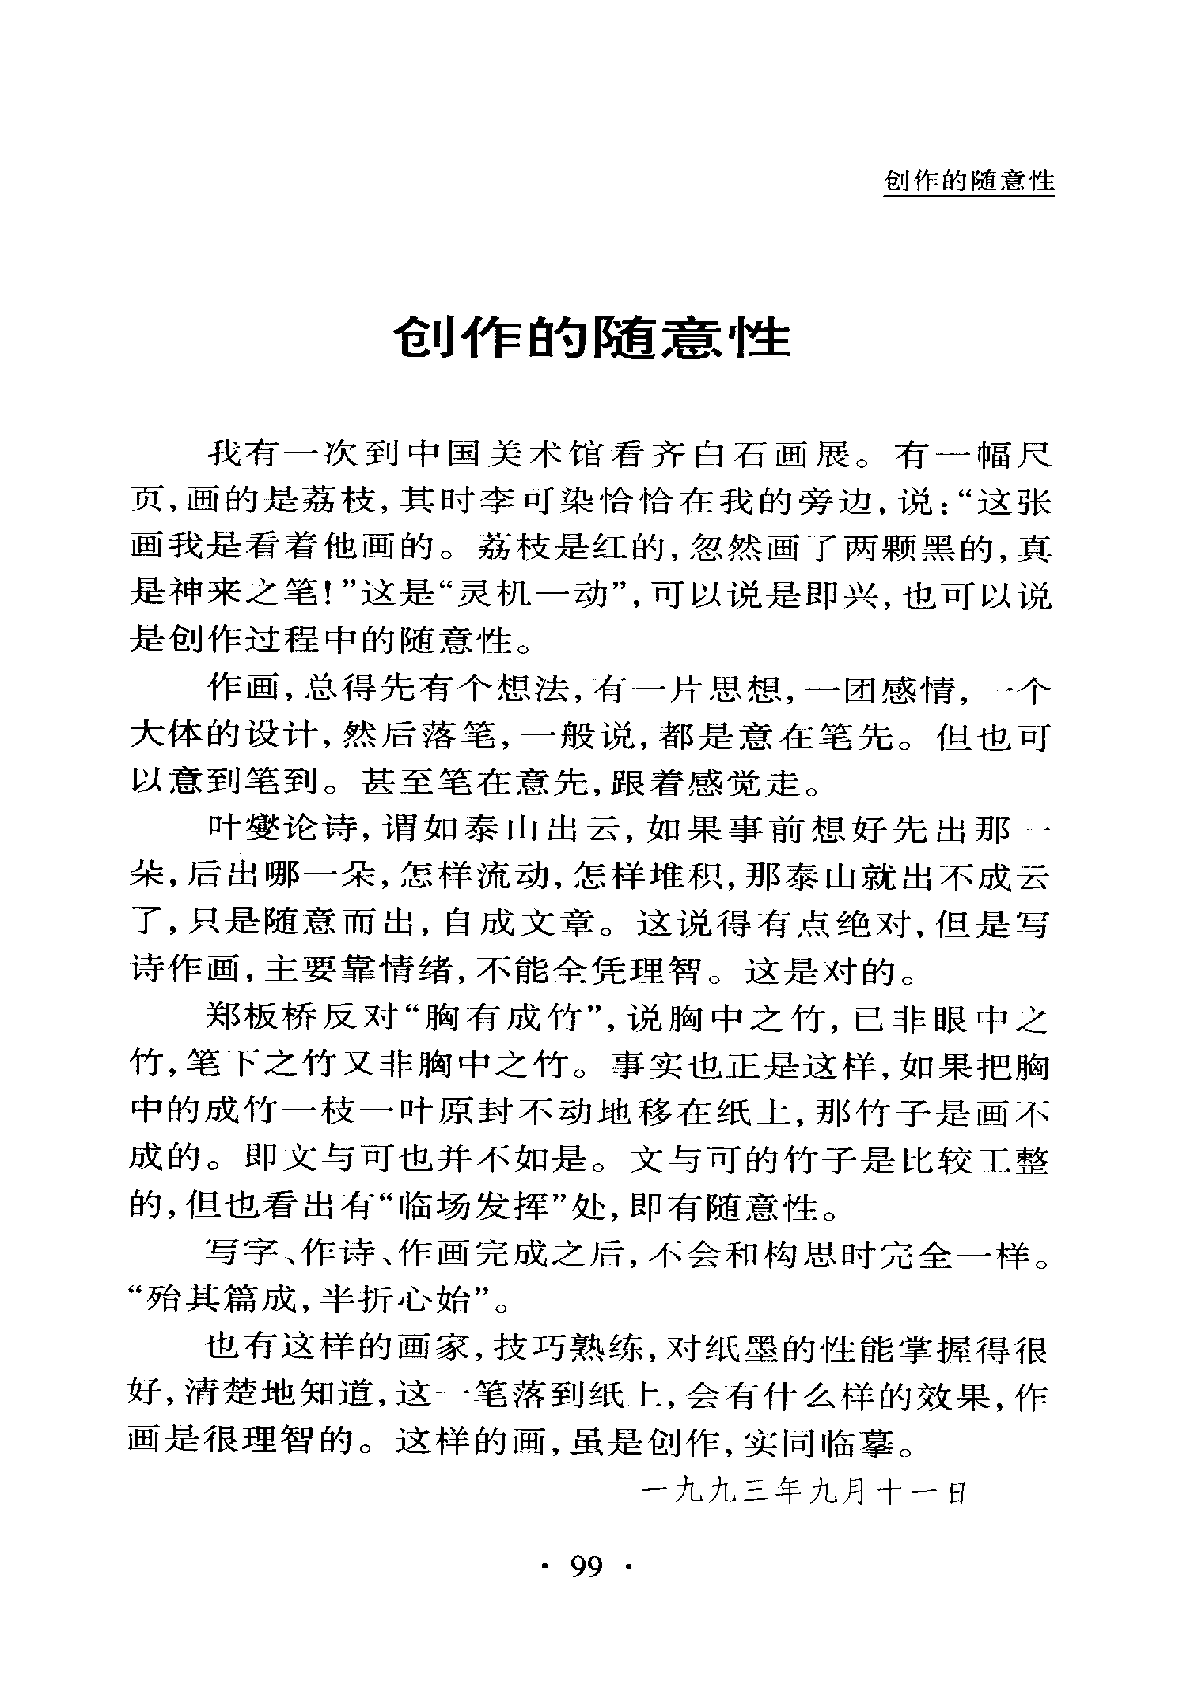 创作的随意性
创作的随意性
我有一次到中国美术馆看齐白石画展。有一幅尺
页,画的是荔枝,其时李可染恰恰在我的旁边,说:“这张
画我是看着他画的。荔枝是红的,忽然画了两颗黑的,真
是神来之笔!”这是“灵机一动”,可以说是即兴,也可以说
是创作过程中的随意性。
作画,总得先有个想法,有一片思想,一团感情,一个
大体的设计,然后落笔,一般说,都是意在笔先。但也可
以意到笔到。甚至笔在意先,跟着感觉走。
叶燮论诗,谓如泰山出云,如果事前想好先出那一
朵,后出哪一朵,怎样流动,怎样堆积,那泰山就出不成云
了,只是随意而出,自成文章。这说得有点绝对,但是写
诗作画,主要靠情绪,不能全凭理智。这是对的。
郑板桥反对“胸有成竹”,说胸中之竹,已非眼中之
竹,笔下之竹又非胸中之竹。事实也正是这样,如果把胸
中的成竹一枝一叶原封不动地移在纸上,那竹子是画不
成的。即文与可也并不如是。文与可的竹子是比较工整
的,但也看出有“临场发挥”处,即有随意性。
写字、作诗、作画完成之后,不会和构思时完全一样。
“殆其篇成,半折心始”。
也有这样的画家,技巧熟练,对纸墨的性能掌握得很
好,清楚地知道,这一笔落到纸上,会有什么样的效果,作
画是很理智的。这样的画,虽是创作,实同临摹。
一九九三年九月十一日
· 99 ·